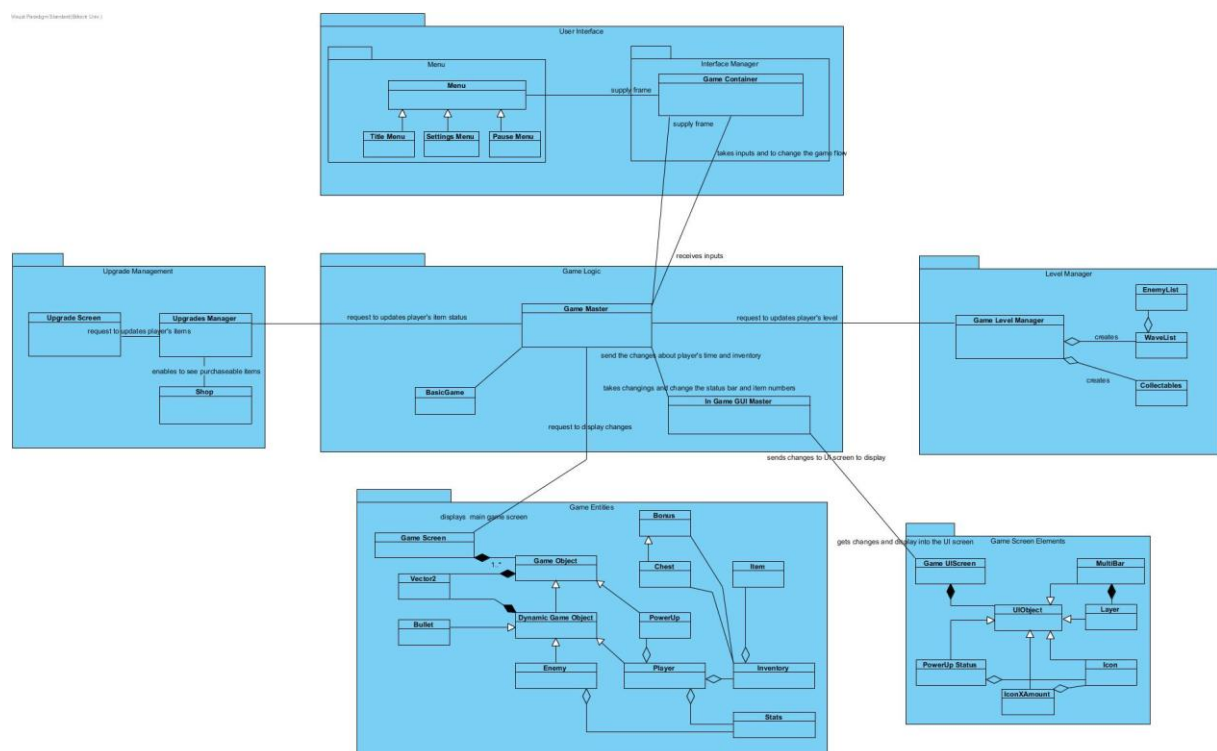 Visual Paradigm Standard(Bilkent Univ.)
User Interface
Menu
Interface Manager
Menu
Game Container
supply frame
supply frame
Title Menu
Settings Menu
Pause Menu
takes inputs and to change the game flow
receives inputs
Upgrade Management
Game Logic
Level Manager
Upgrade Screen
Upgrades Manager
request to updates player's items
enables to see purchaseable items
Shop
request to updates player's item status
Game Master
request to updates player's level
send the changes about player's time and inventory
BasicGame
takes changings and change the status bar and item numbers
In Game GUI Master
request to display changes
sends changes to UI screen to display
EnemyList
Game Level Manager
creates
WaveList
creates
Collectables
Game Entitles
displays main game screen
Game Screen
1..*
Game Object
Bonus
Vector2
Chest
Item
Bullet
Dynamic Game Object
PowerUp
Enemy
Player
Inventory
Stats
gets changes and display into the UI screen
Game Screen Elements
Game UIScreen
MultiBar
UIObject
Layer
PowerUp Status
Icon
IconXAmount